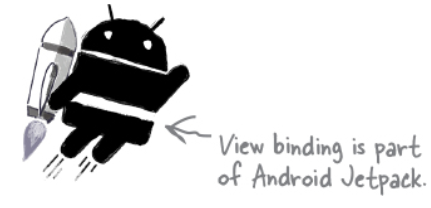 View binding is part
of Android Jetpack.